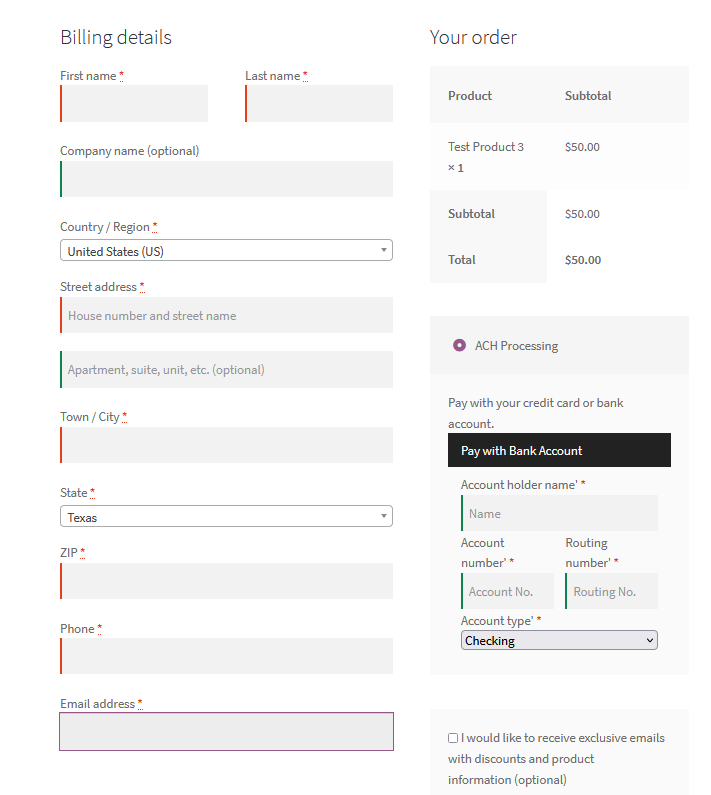 Billing details
First name *
Last name *
Company name (optional)
Country / Region *
United States (US)
Street address *
House number and street name
Apartment, suite, unit, etc. (optional)
Town / City *
State *
Texas
ZIP *
Phone *
Email address *
Your order
Product Subtotal
Test Product 3 $50.00
× 1
Subtotal $50.00
Total $50.00
ACH Processing
Pay with your credit card or bank
account.
Pay with Bank Account
Account holder name' *
Name
Account
number' *
Account No.
Routing
number' *
Routing No.
Account type' *
Checking
I would like to receive exclusive emails
with discounts and product
information (optional)